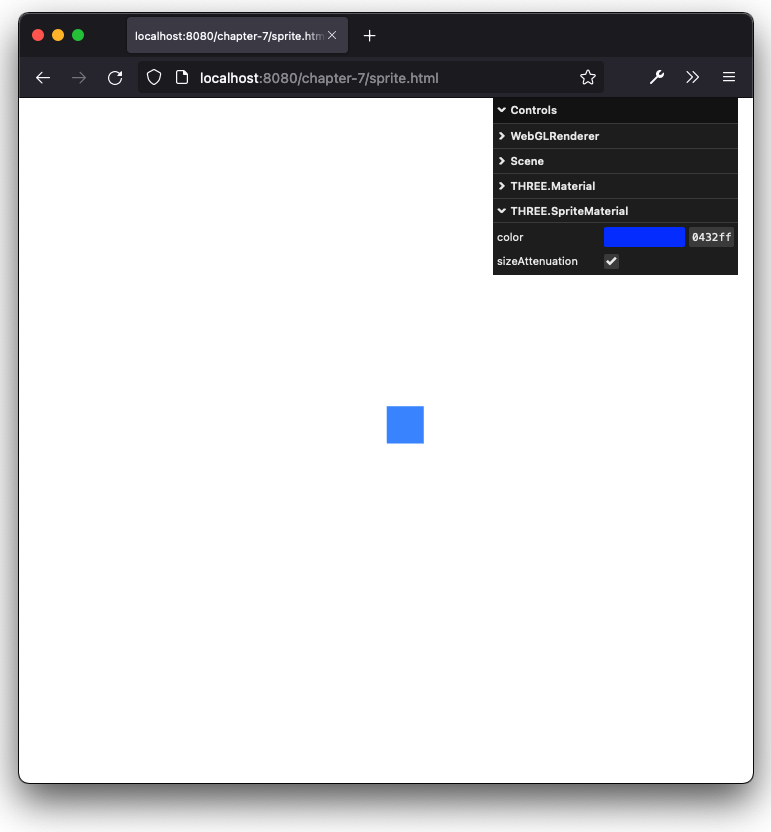 localhost:8080/chapter-7/sprite.htm
localhost:8080/chapter-7/sprite.html
Controls
WebGLRenderer
Scene
THREE.Material
THREE.SpriteMaterial
color 0432ff
sizeAttenuation